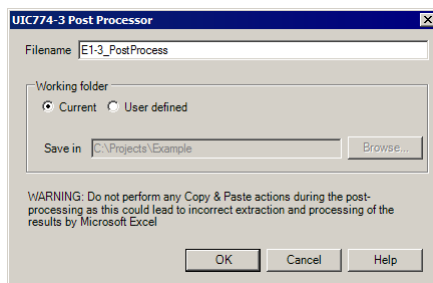 UIC774-3 Post Processor
Filename E1-3_PostProcess
Working folder
Current User defined
Save in C:\Projects\Example Browse...
WARNING: Do not perform any Copy & Paste actions during the post-
processing as this could lead to incorrect extraction and processing of the
results by Microsoft Excel
OK Cancel Help